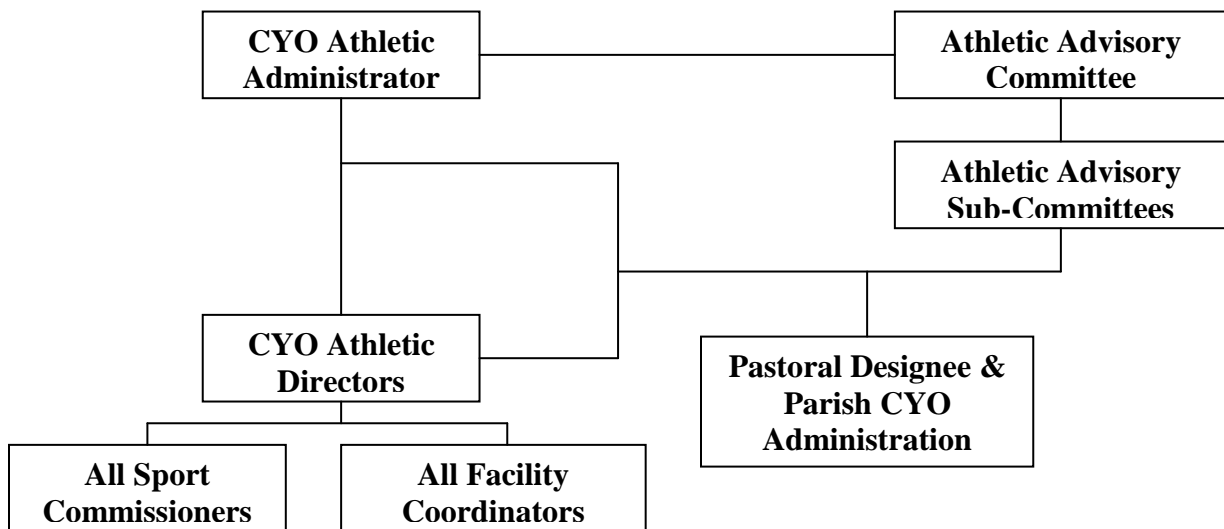 CYO Athletic
Administrator
Athletic Advisory
Committee
Athletic Advisory
Sub-Committees
CYO Athletic
Directors
Pastoral Designee &
Parish CYO
Administration
All Sport
Commissioners
All Facility
Coordinators